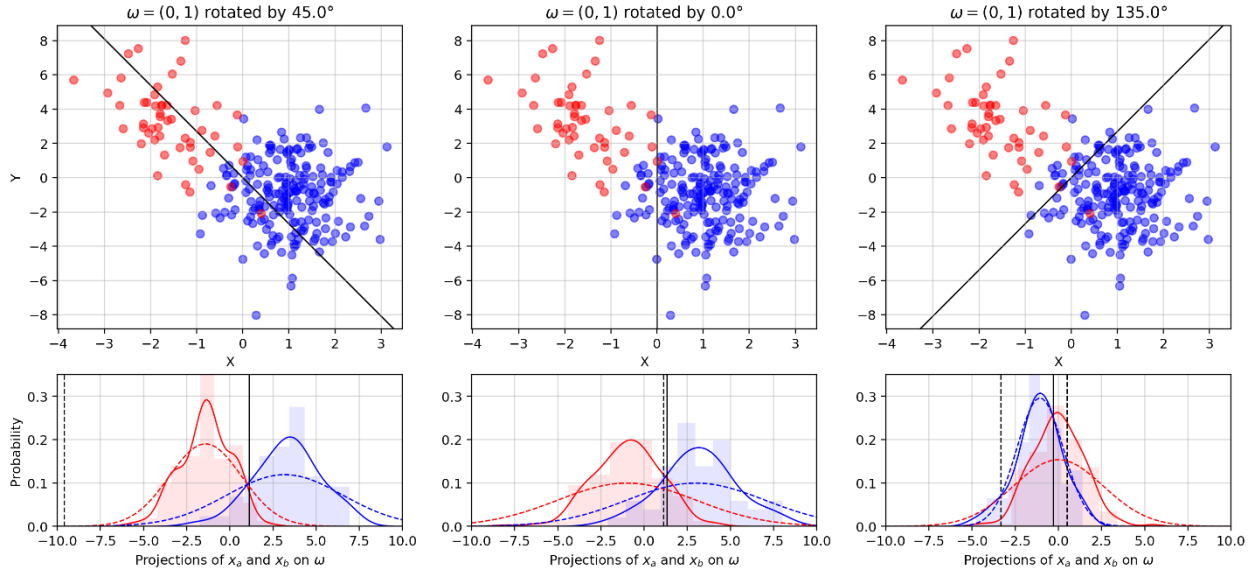 ω = (0, 1) rotated by 45.0°
ω = (0, 1) rotated by 0.0°
ω = (0, 1) rotated by 135.0°
8
6
4
2
0
−2
−4
−6
−8
Y
−4 −3 −2 −1 0 1 2 3
X
8
6
4
2
0
−2
−4
−6
−8
−4 −3 −2 −1 0 1 2 3
X
8
6
4
2
0
−2
−4
−6
−8
−4 −3 −2 −1 0 1 2 3
X
0.3
0.2
0.1
0.0
Probability
−10.0 −7.5 −5.0 −2.5 0.0 2.5 5.0 7.5 10.0
Projections of x_a and x_b on ω
0.3
0.2
0.1
0.0
−10.0 −7.5 −5.0 −2.5 0.0 2.5 5.0 7.5 10.0
Projections of x_a and x_b on ω
0.3
0.2
0.1
0.0
−10.0 −7.5 −5.0 −2.5 0.0 2.5 5.0 7.5 10.0
Projections of x_a and x_b on ω